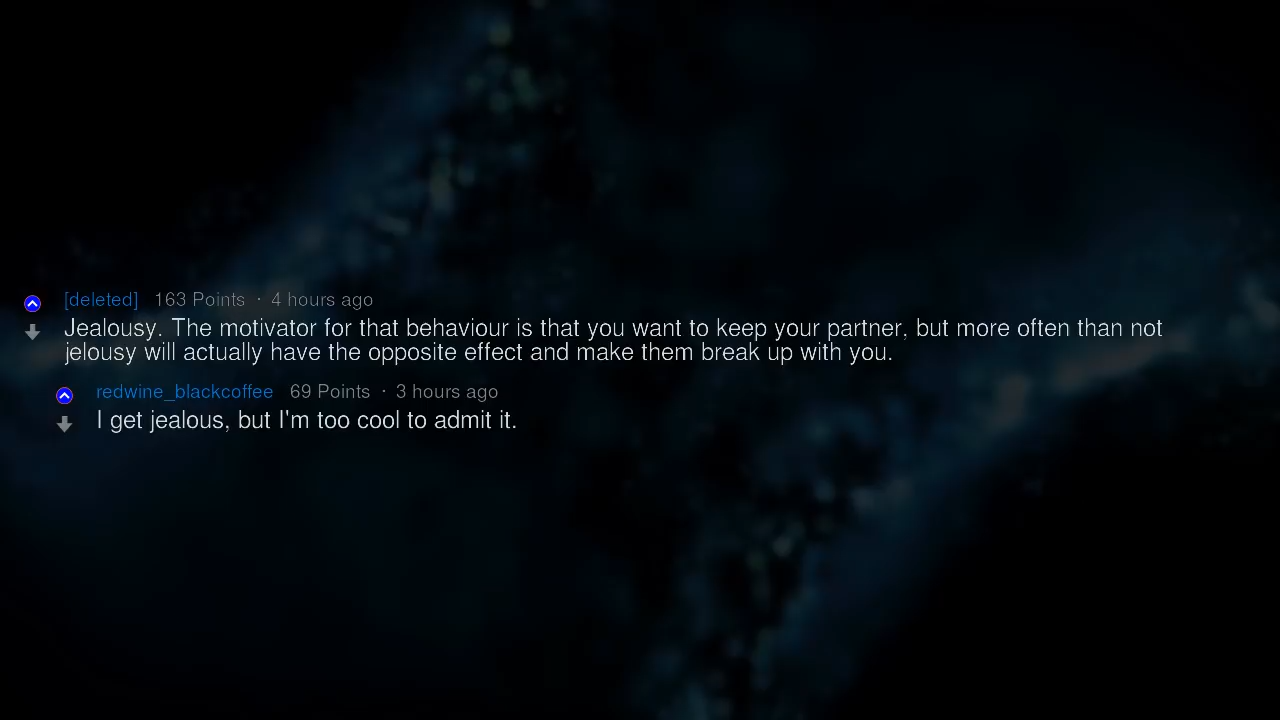 [deleted] 163 Points · 4 hours ago
Jealousy. The motivator for that behaviour is that you want to keep your partner, but more often than not
jelousy will actually have the opposite effect and make them break up with you.
redwine_blackcoffee 69 Points · 3 hours ago
I get jealous, but I'm too cool to admit it.